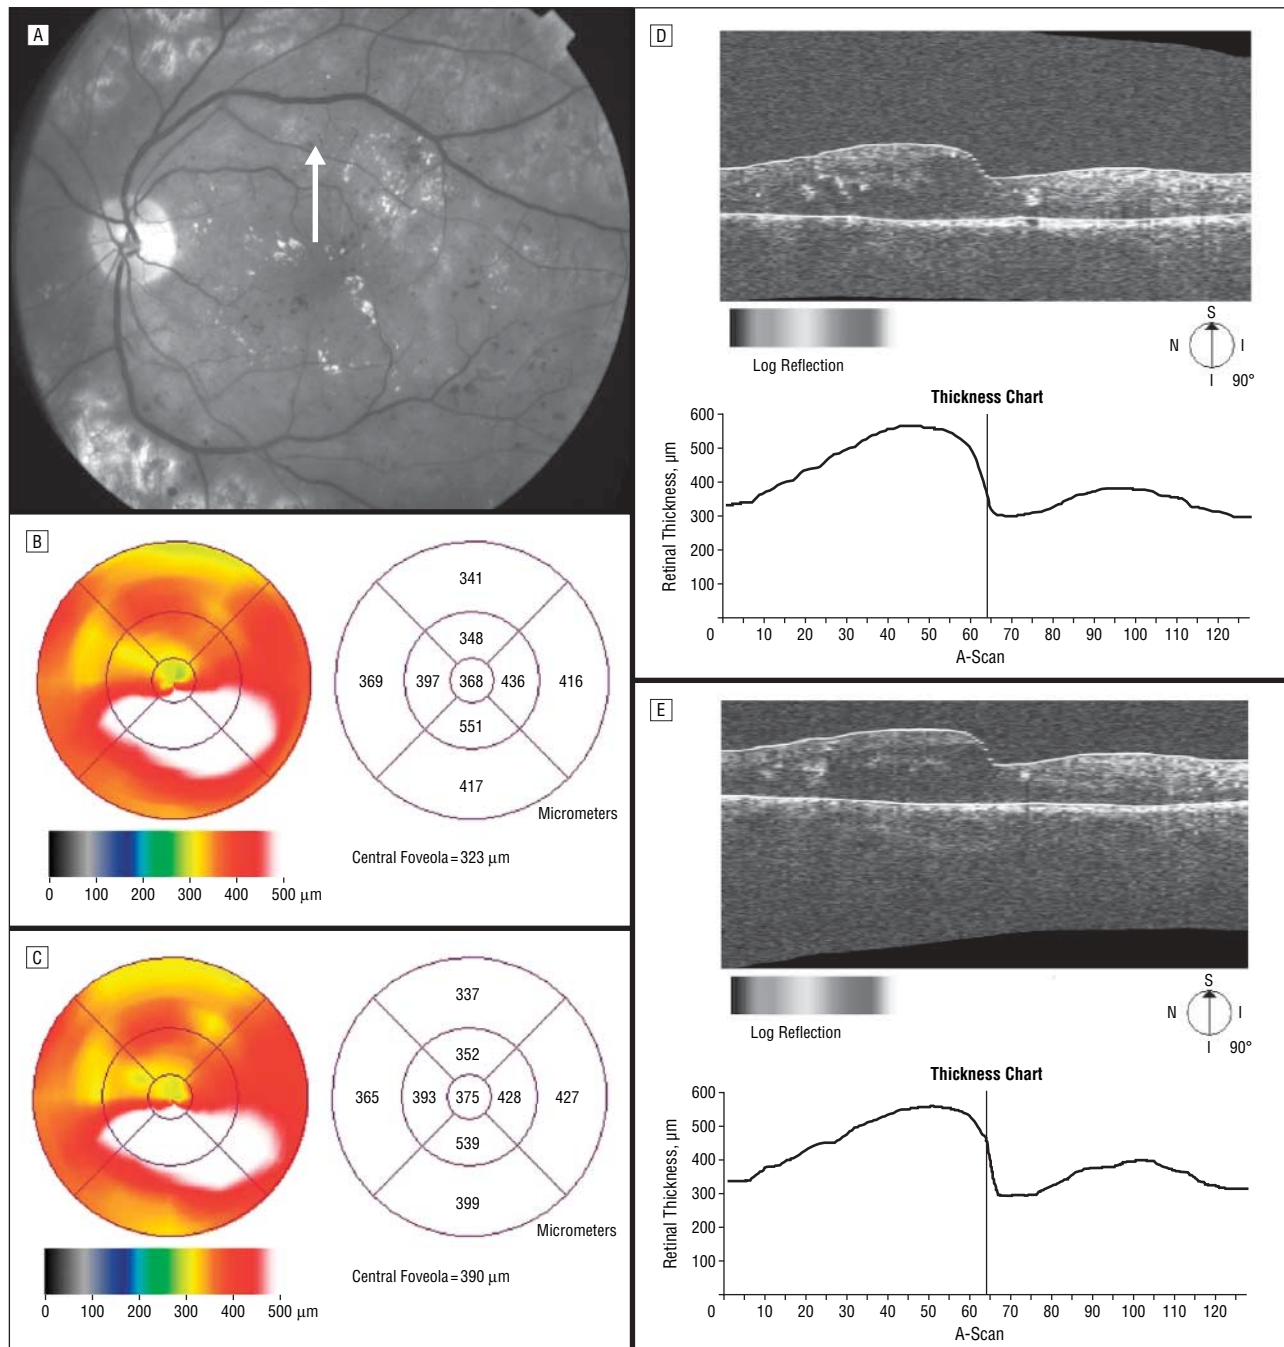 A
B
341
348
369 397 368 436 416
551
417
Micrometers
0 100 200 300 400 500 μm
Central Foveola = 323 μm
C
337
352
365 393 375 428 427
539
399
Micrometers
0 100 200 300 400 500 μm
Central Foveola = 390 μm
D
Log Reflection
S
N I
I 90°
Thickness Chart
Retinal Thickness, μm
600
500
400
300
200
100
0 10 20 30 40 50 60 70 80 90 100 110 120
A-Scan
E
Log Reflection
S
N I
I 90°
Thickness Chart
Retinal Thickness, μm
600
500
400
300
200
100
0 10 20 30 40 50 60 70 80 90 100 110 120
A-Scan